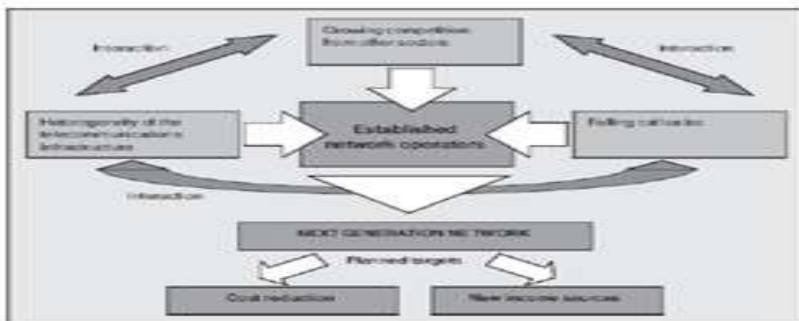 Growing competition
from other sectors
Interaction
Interaction
Heterogeneity of the
telecommunications
infrastructure
Established
network operators
Falling call rates
Interaction
NEXT GENERATION NETWORK
Planned targets
Cost reduction
New income sources